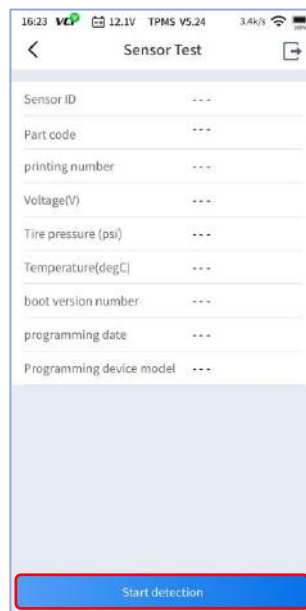 16:23 VCI 12.1V TPMS V5.24 3.4k/s
Sensor Test
Sensor ID ---
Part code ---
printing number ---
Voltage(V) ---
Tire pressure (psi) ---
Temperature(degC) ---
boot version number ---
programming date ---
Programming device model ---
Start detection